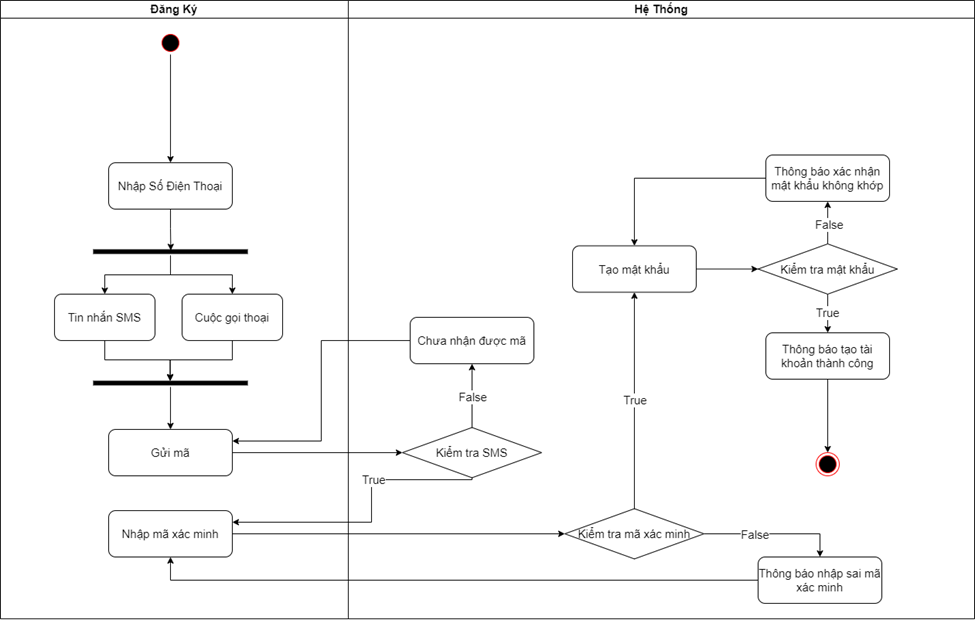 Đăng Ký
Hệ Thống
Nhập Số Điện Thoại
Thông báo xác nhận
mật khẩu không khóp
False
Tạo mật khẩu
Kiểm tra mật khẩu
Tin nhắn SMS
Cuộc gọi thoại
True
Chưa nhận được mã
Thông báo tạo tài
khoản thành công
False
True
Gửi mã
Kiểm tra SMS
True
Nhập mã xác minh
Kiểm tra mã xác minh
False
Thông báo nhập sai mã
xác minh